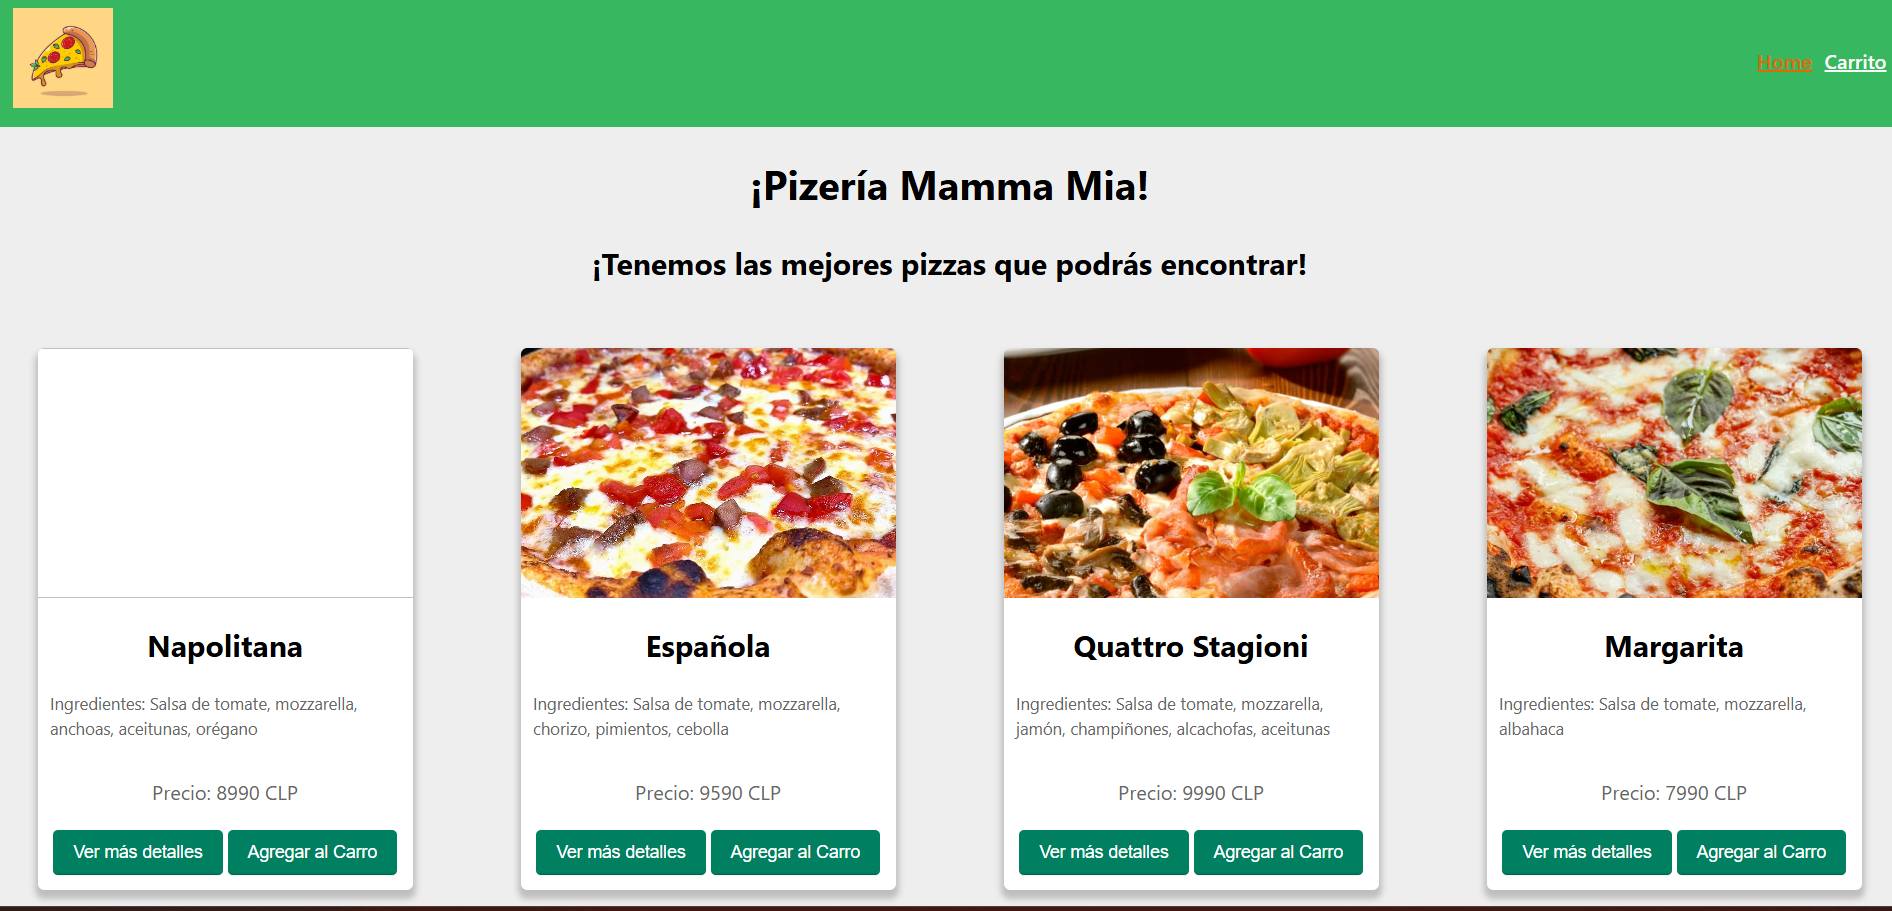 Home Carrito
¡Pizería Mamma Mia!
¡Tenemos las mejores pizzas que podrás encontrar!
Napolitana
Ingredientes: Salsa de tomate, mozzarella,
anchoas, aceitunas, orégano
Precio: 8990 CLP
Ver más detalles
Agregar al Carro
Española
Ingredientes: Salsa de tomate, mozzarella,
chorizo, pimientos, cebolla
Precio: 9590 CLP
Ver más detalles
Agregar al Carro
Quattro Stagioni
Ingredientes: Salsa de tomate, mozzarella,
jamón, champiñones, alcachofas, aceitunas
Precio: 9990 CLP
Ver más detalles
Agregar al Carro
Margarita
Ingredientes: Salsa de tomate, mozzarella,
albahaca
Precio: 7990 CLP
Ver más detalles
Agregar al Carro